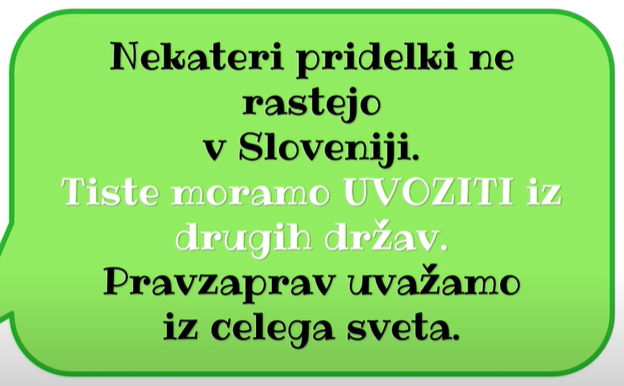 Nekateri pridelki ne
rastejo
v Sloveniji.
Tiste moramo UVOZITI iz
drugih držav.
Pravzaprav uvažamo
iz celega sveta.